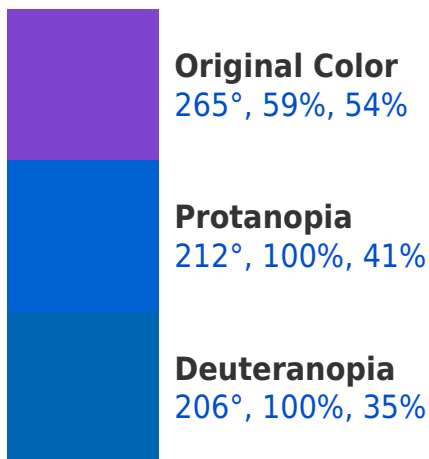 Original Color
265°, 59%, 54%
Protanopia
212°, 100%, 41%
Deuteranopia
206°, 100%, 35%